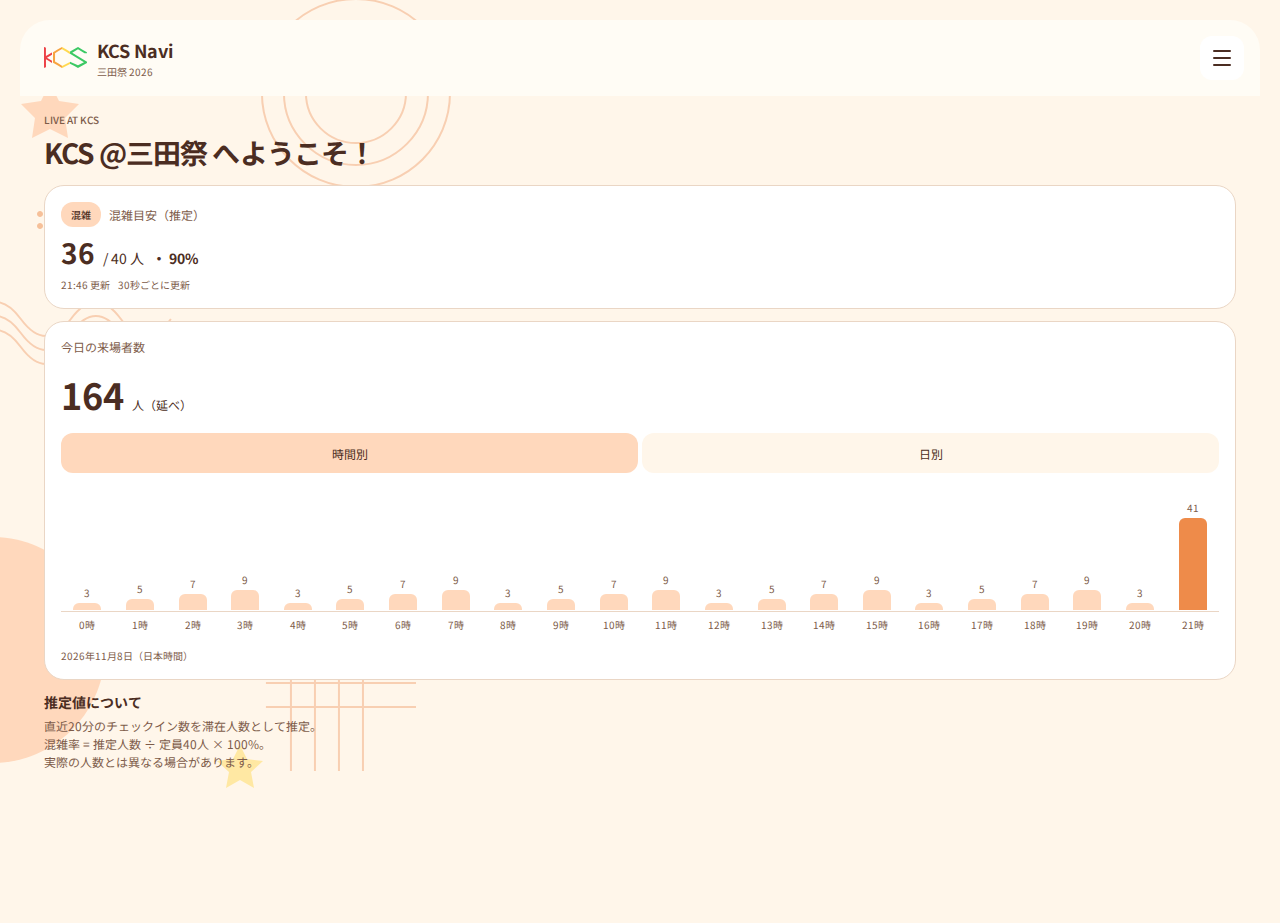 KCS
KCS Navi
三田祭 2026
LIVE AT KCS
KCS @三田祭 へようこそ！
混雑 混雑目安（推定）
36 / 40 人 ・ 90%
21:46 更新 30秒ごとに更新
今日の来場者数
164 人（延べ）
時間別 日別
3 5 7 9 3 5 7 9 3 5 7 9 3 5 7 9 3 5 7 9 3 41
0時 1時 2時 3時 4時 5時 6時 7時 8時 9時 10時 11時 12時 13時 14時 15時 16時 17時 18時 19時 20時 21時
2026年11月8日（日本時間）
推定値について
直近20分のチェックイン数を滞在人数として推定。
混雑率 = 推定人数 ÷ 定員40人 × 100%。
実際の人数とは異なる場合があります。